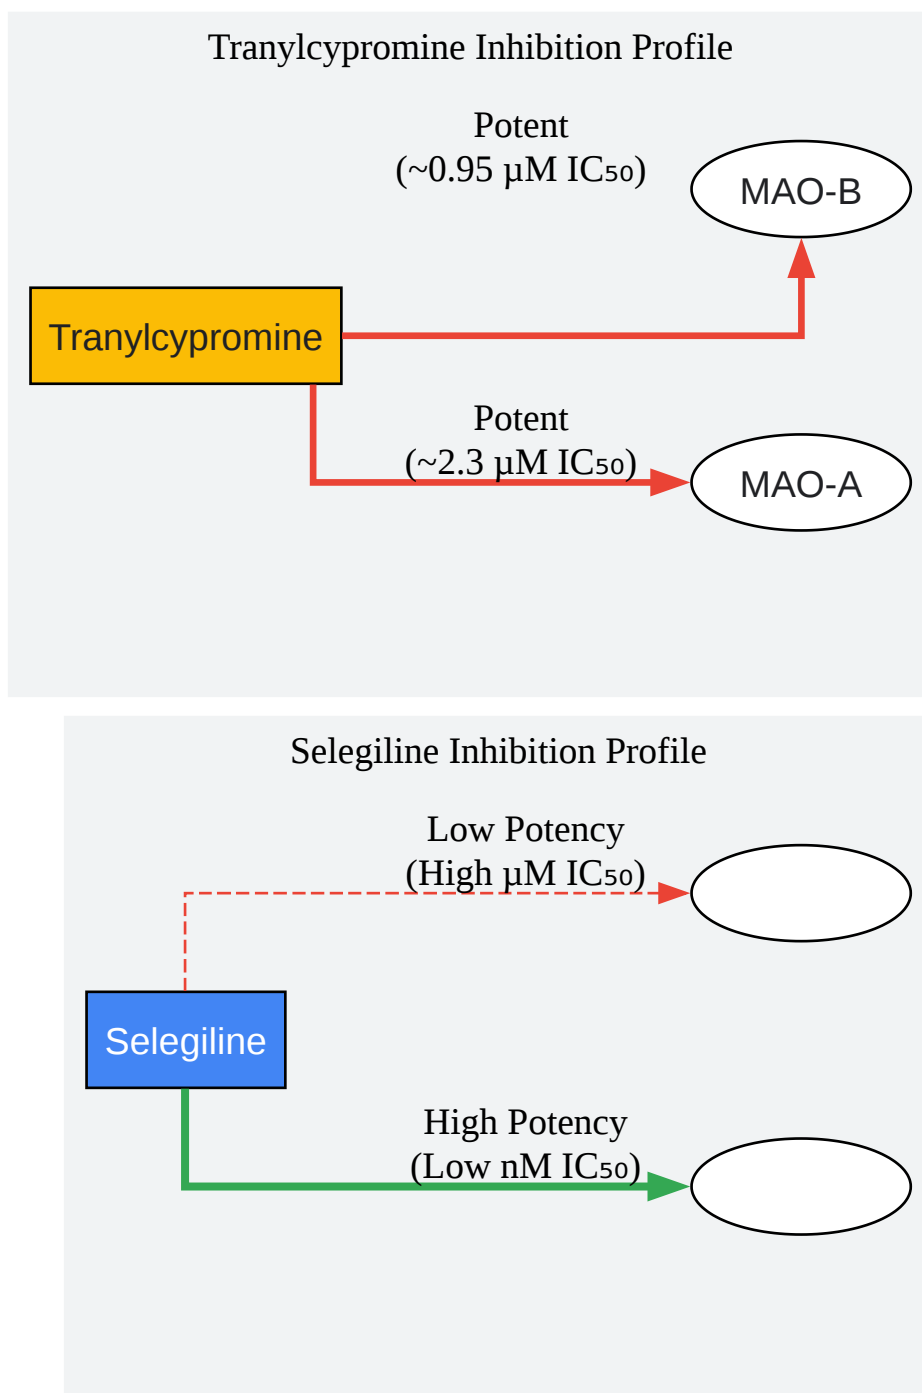 Tranylcypromine Inhibition Profile
Potent
(~0.95 µM IC₅₀)
MAO-B
Tranylcypromine
Potent
(~2.3 µM IC₅₀)
MAO-A
Selegiline Inhibition Profile
Low Potency
(High µM IC₅₀)
Selegiline
High Potency
(Low nM IC₅₀)